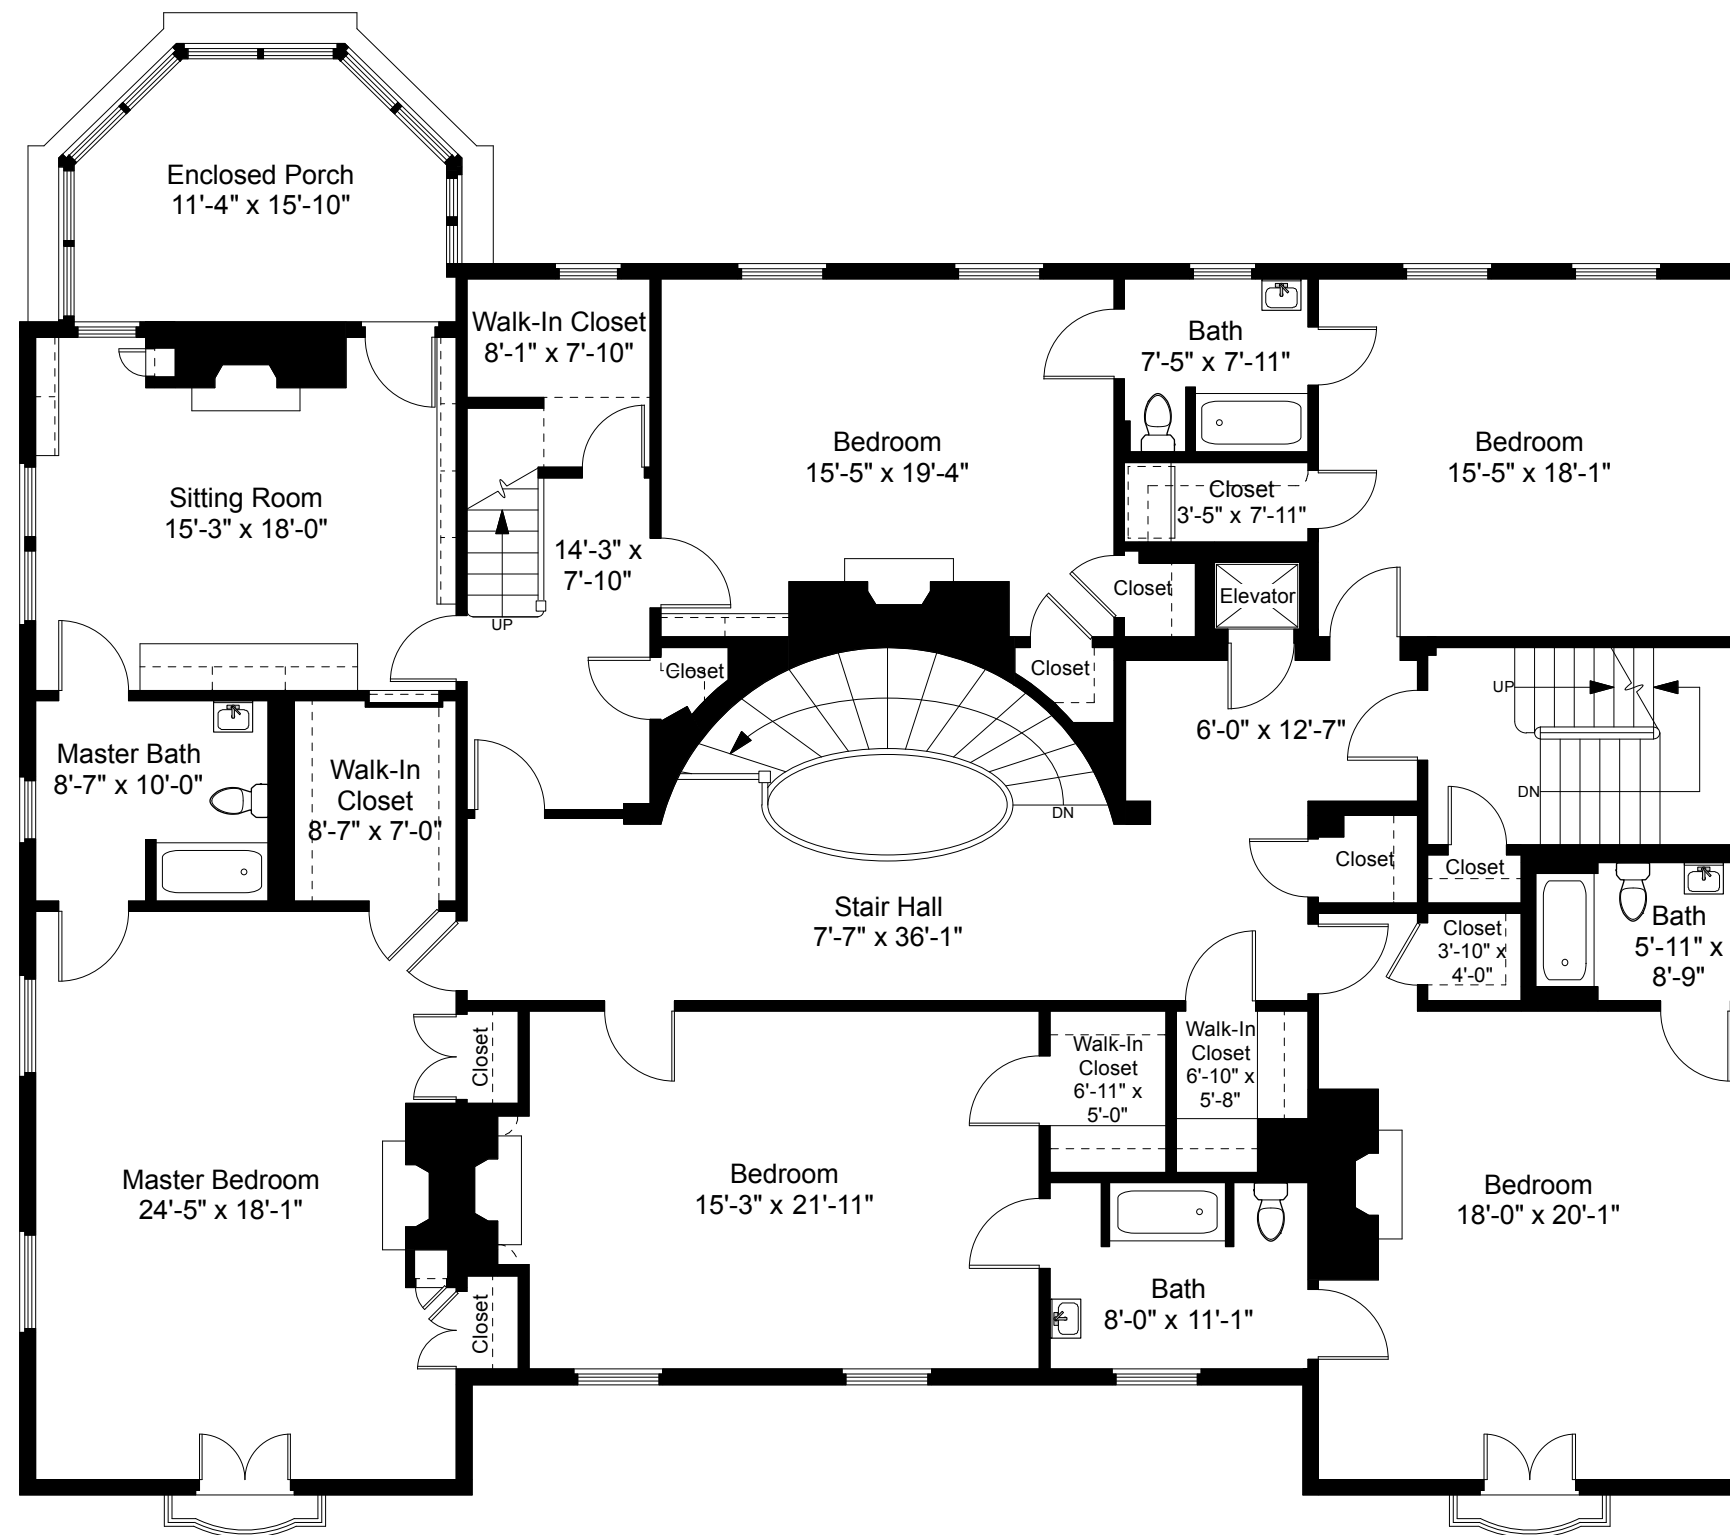 Enclosed Porch
11'-4" x 15'-10"
Walk-In Closet
8'-1" x 7'-10"
Bath
7'-5" x 7'-11"
Bedroom
15'-5" x 19'-4"
Bedroom
15'-5" x 18'-1"
Sitting Room
15'-3" x 18'-0"
Closet
3'-5" x 7'-11"
14'-3" x
7'-10"
Closet
Elevator
UP
Closet
Closet
UP
6'-0" x 12'-7"
Master Bath
8'-7" x 10'-0"
Walk-In
Closet
8'-7" x 7'-0"
DN
DN
Closet
Closet
Stair Hall
7'-7" x 36'-1"
Closet
3'-10" x
4'-0"
Bath
5'-11" x
8'-9"
Closet
Walk-In
Closet
6'-11" x
5'-0"
Walk-In
Closet
6'-10" x
5'-8"
Master Bedroom
24'-5" x 18'-1"
Bedroom
15'-3" x 21'-11"
Bedroom
18'-0" x 20'-1"
Closet
Bath
8'-0" x 11'-1"